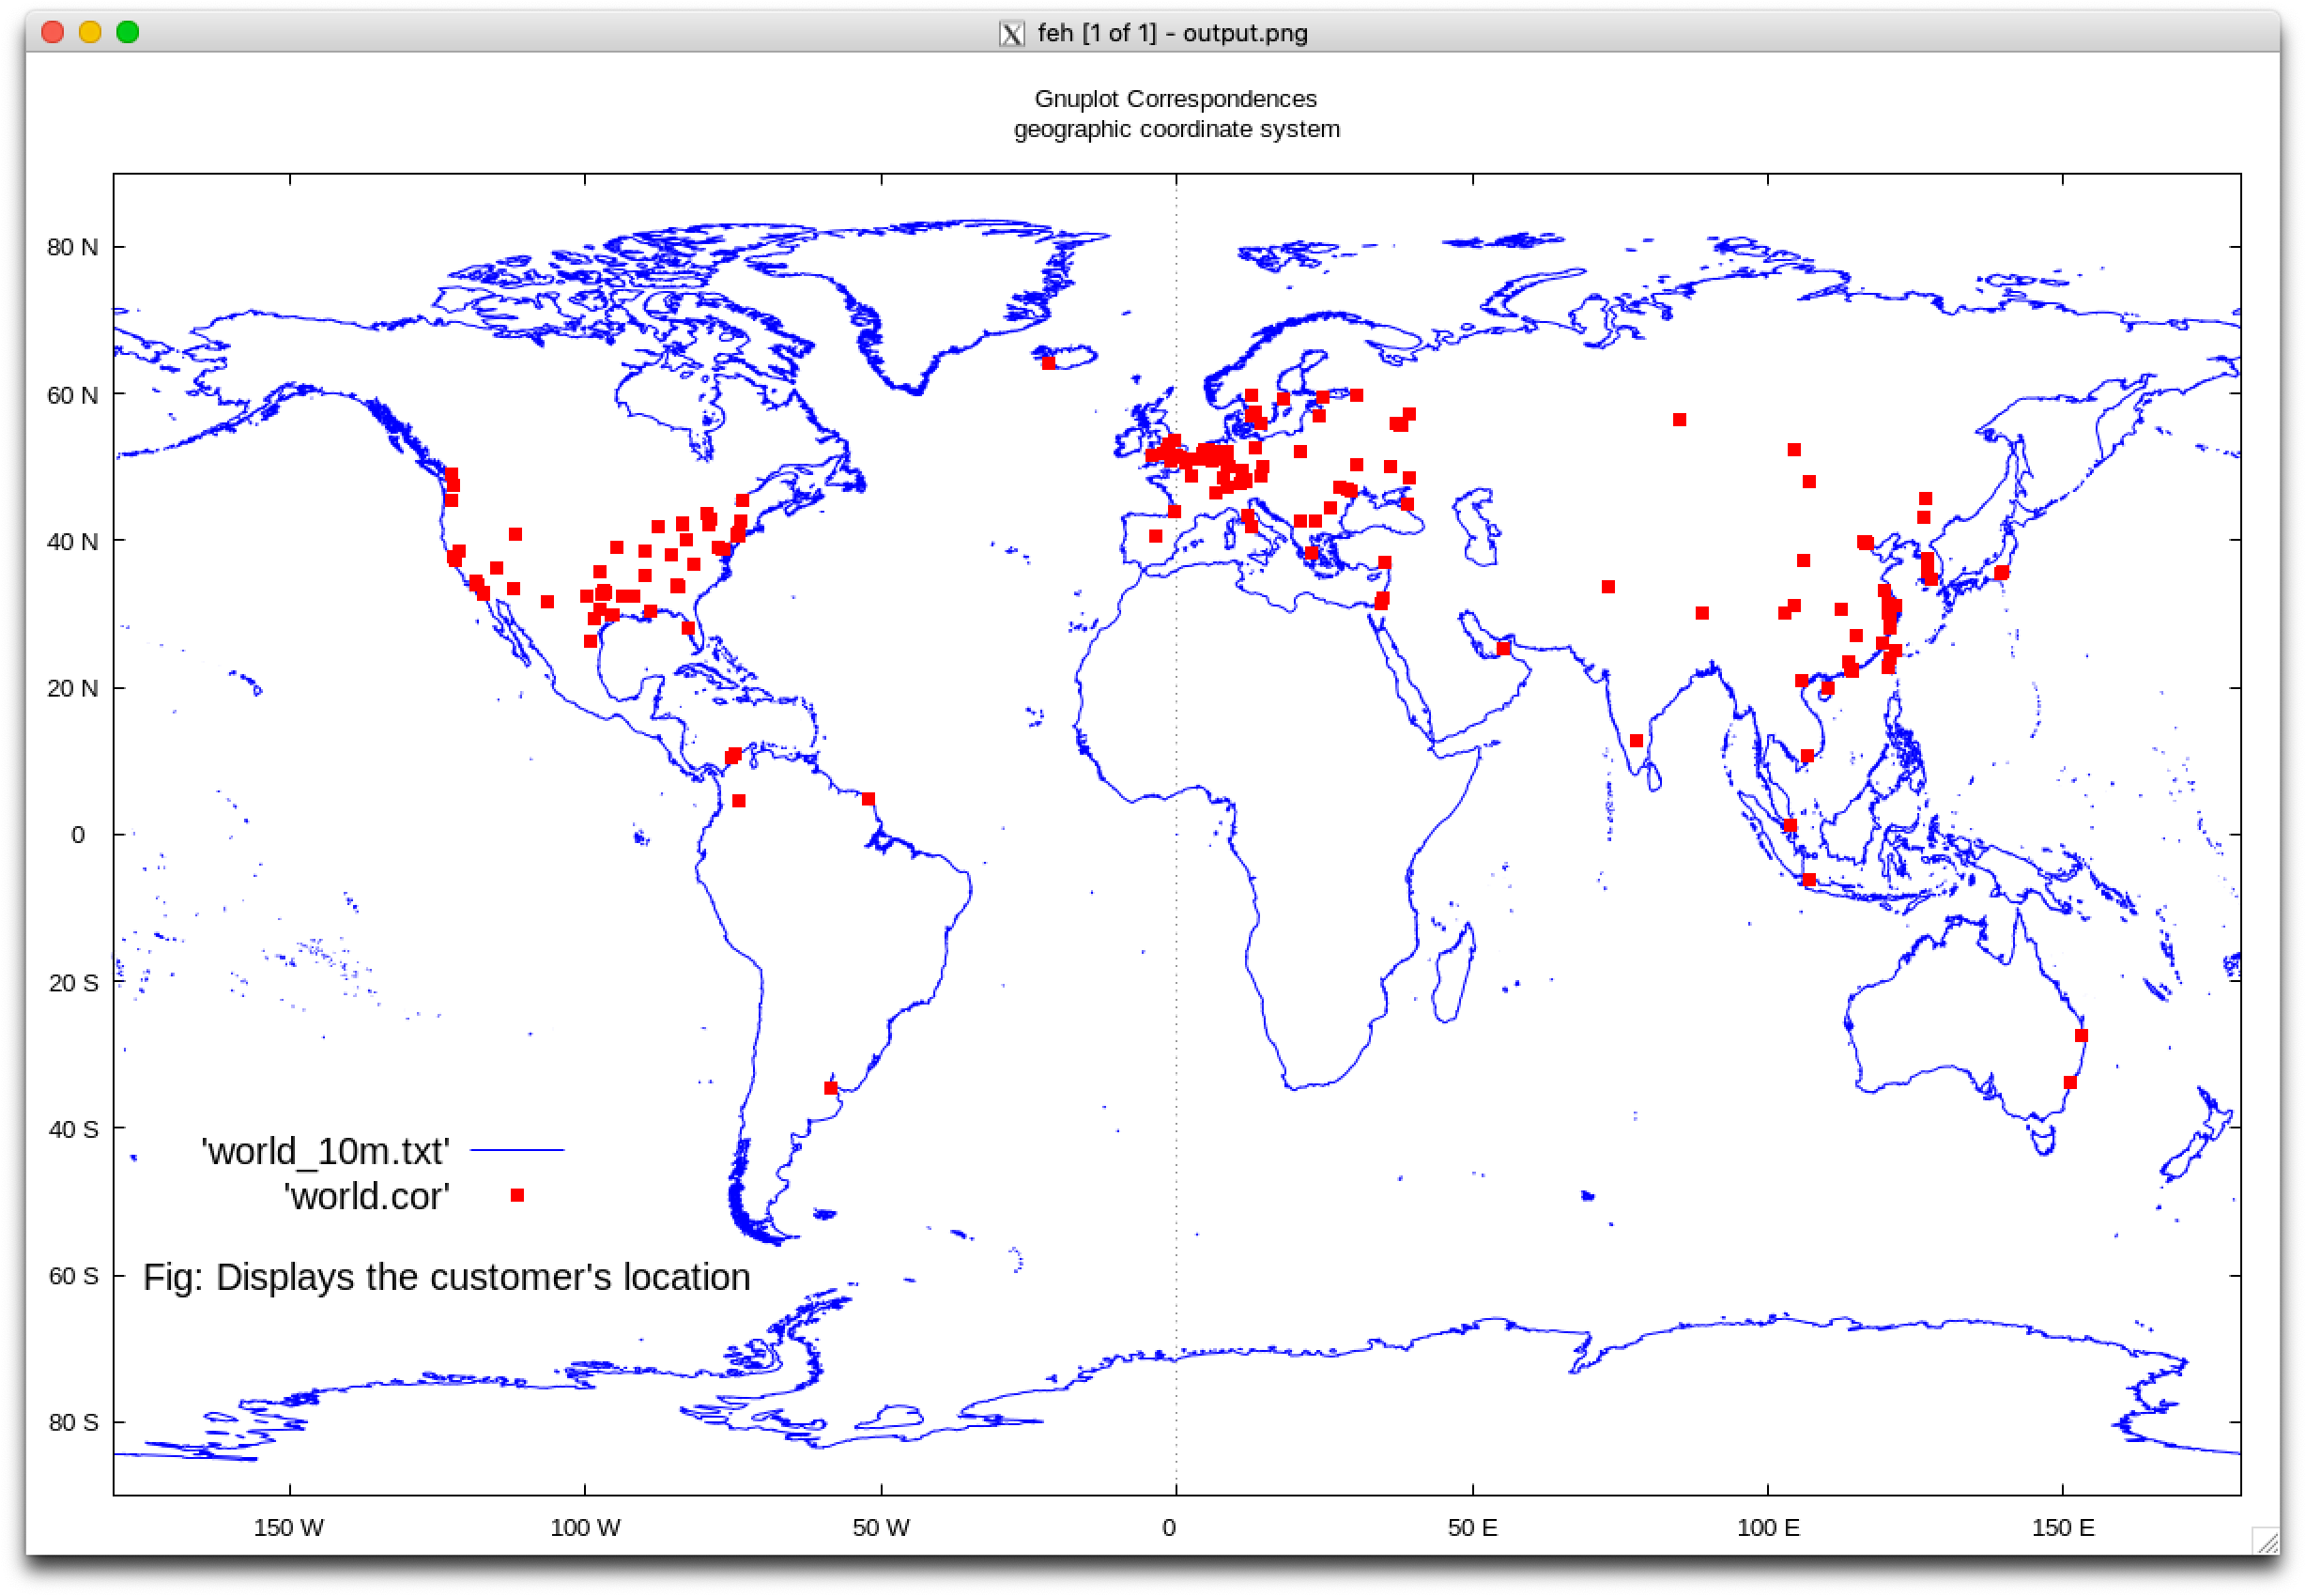 feh [1 of 1] - output.png
Gnuplot Correspondences
geographic coordinate system
80 N
60 N
40 N
20 N
0
20 S
40 S
60 S
80 S
'world_10m.txt'
'world.cor'
Fig: Displays the customer's location
150 W
100 W
50 W
0
50 E
100 E
150 E